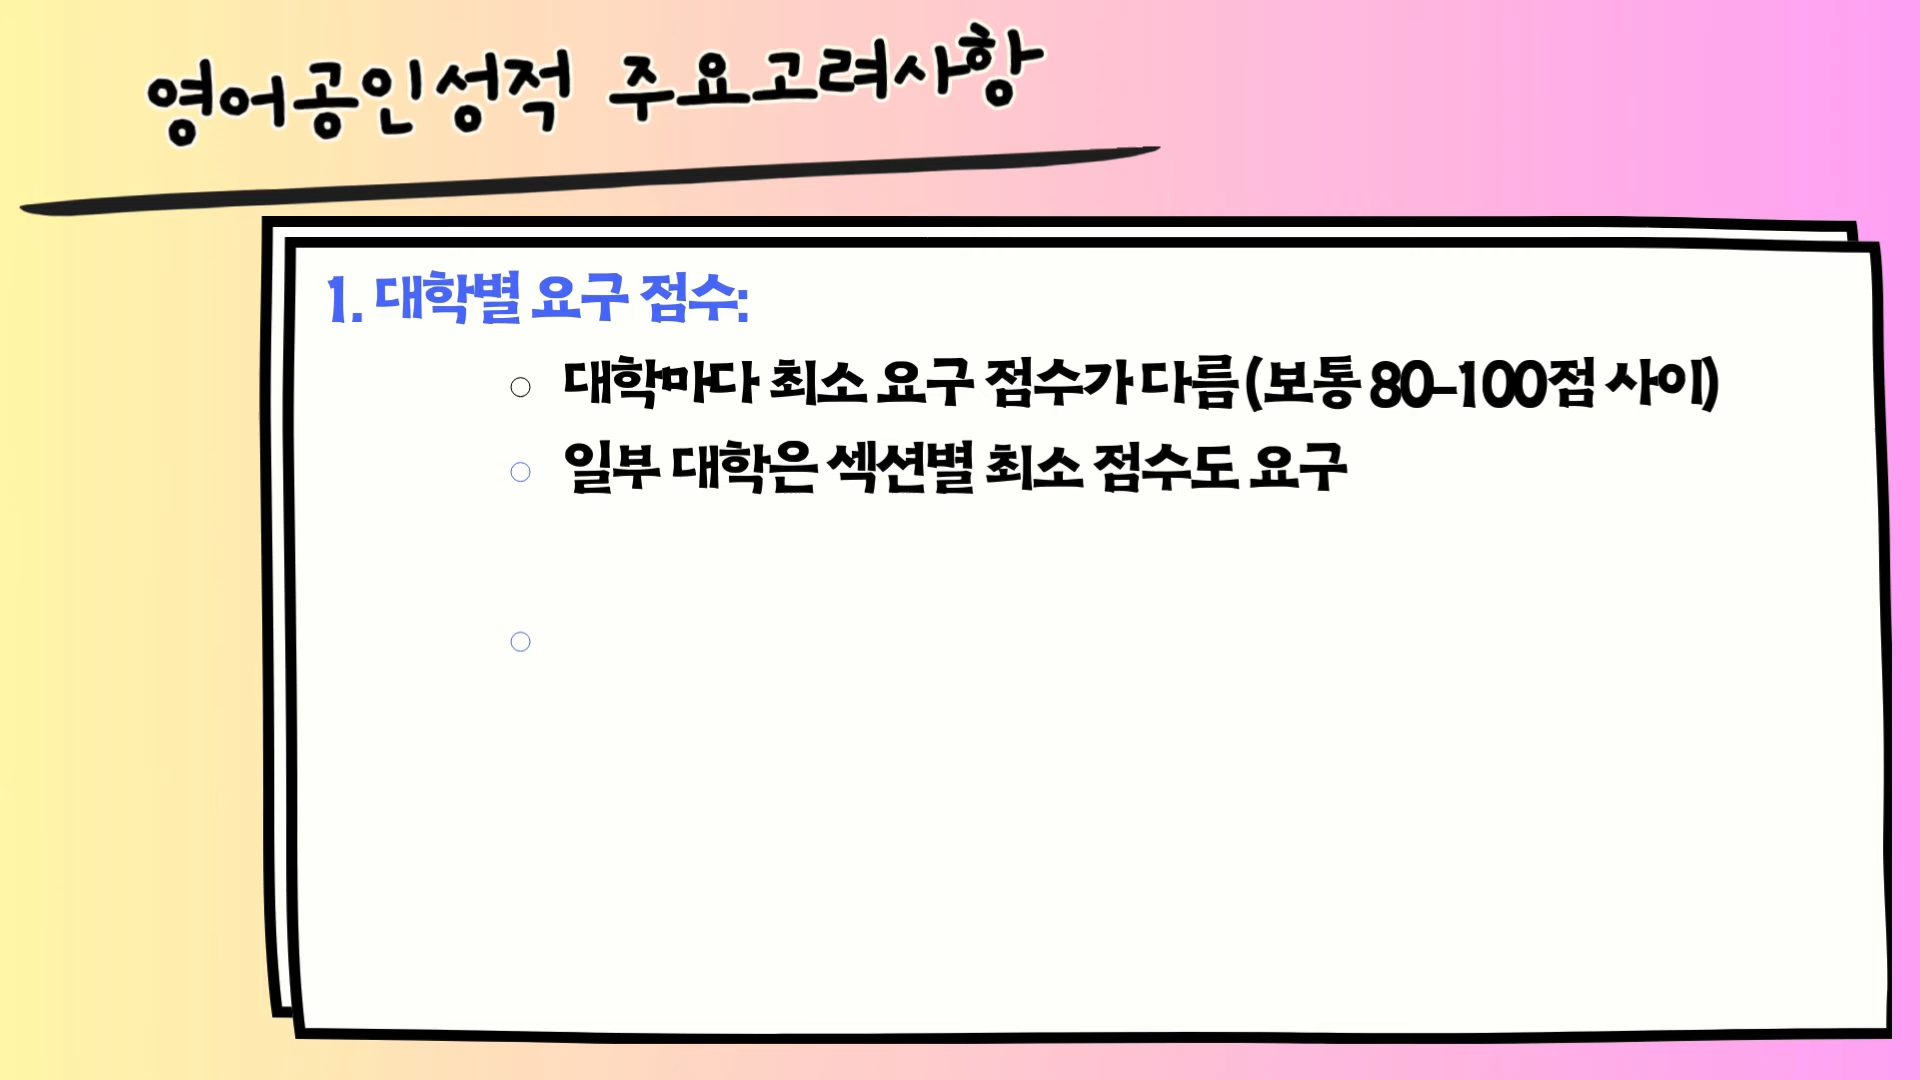 영어공인성적 주요고려사항
1. 대학별 요구 점수:
○ 대학마다 최소 요구 점수가 다름(보통 80-100점 사이)
○ 일부 대학은 섹션별 최소 점수도 요구
○